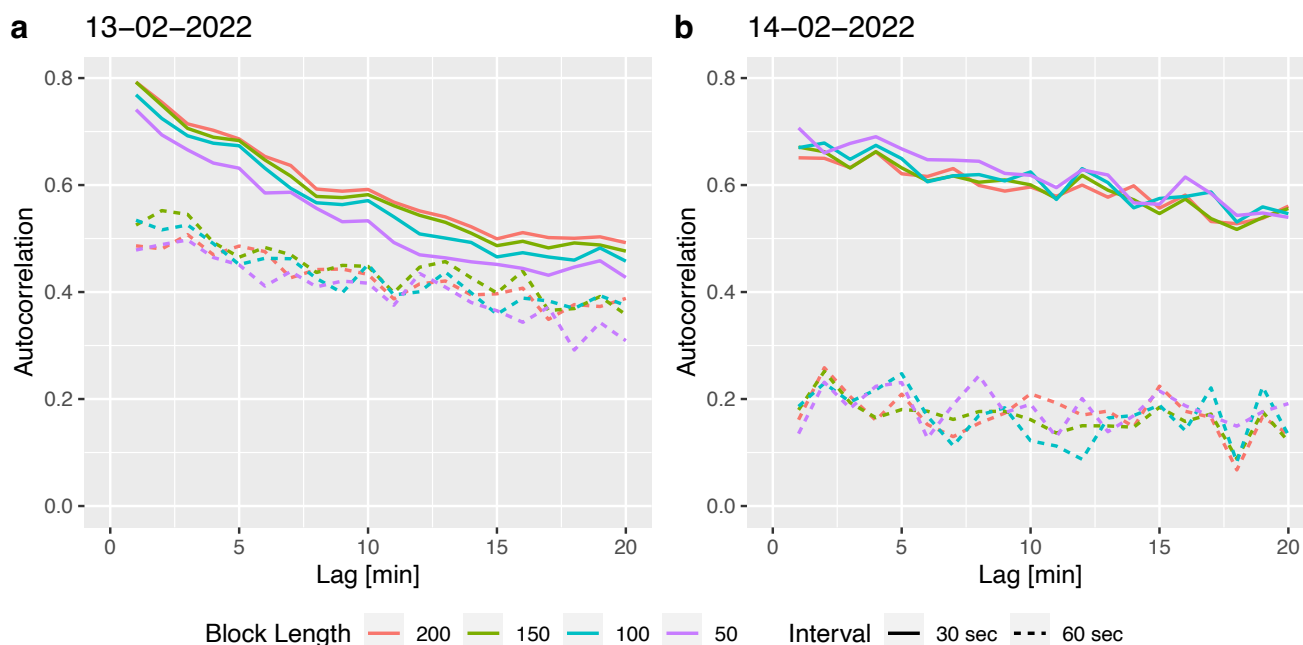 a 13−02−2022
b 14−02−2022
0.8
0.6
0.4
0.2
0.0
Autocorrelation
0 5 10 15 20
Lag [min]
0.8
0.6
0.4
0.2
0.0
Autocorrelation
0 5 10 15 20
Lag [min]
Block Length 200 150 100 50 Interval 30 sec 60 sec